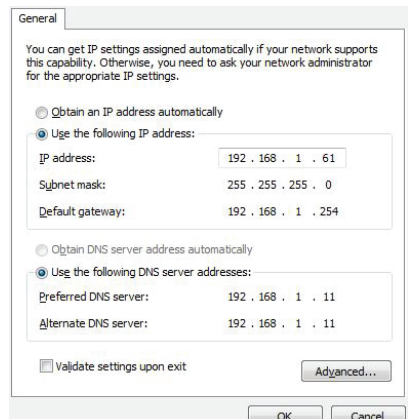 General
You can get IP settings assigned automatically if your network supports
this capability. Otherwise, you need to ask your network administrator
for the appropriate IP settings.
Obtain an IP address automatically
Use the following IP address:
IP address: 192 . 168 . 1 . 61
Subnet mask: 255 . 255 . 255 . 0
Default gateway: 192 . 168 . 1 . 254
Obtain DNS server address automatically
Use the following DNS server addresses:
Preferred DNS server: 192 . 168 . 1 . 11
Alternate DNS server: 192 . 168 . 1 . 11
Validate settings upon exit
Advanced...
OK Cancel